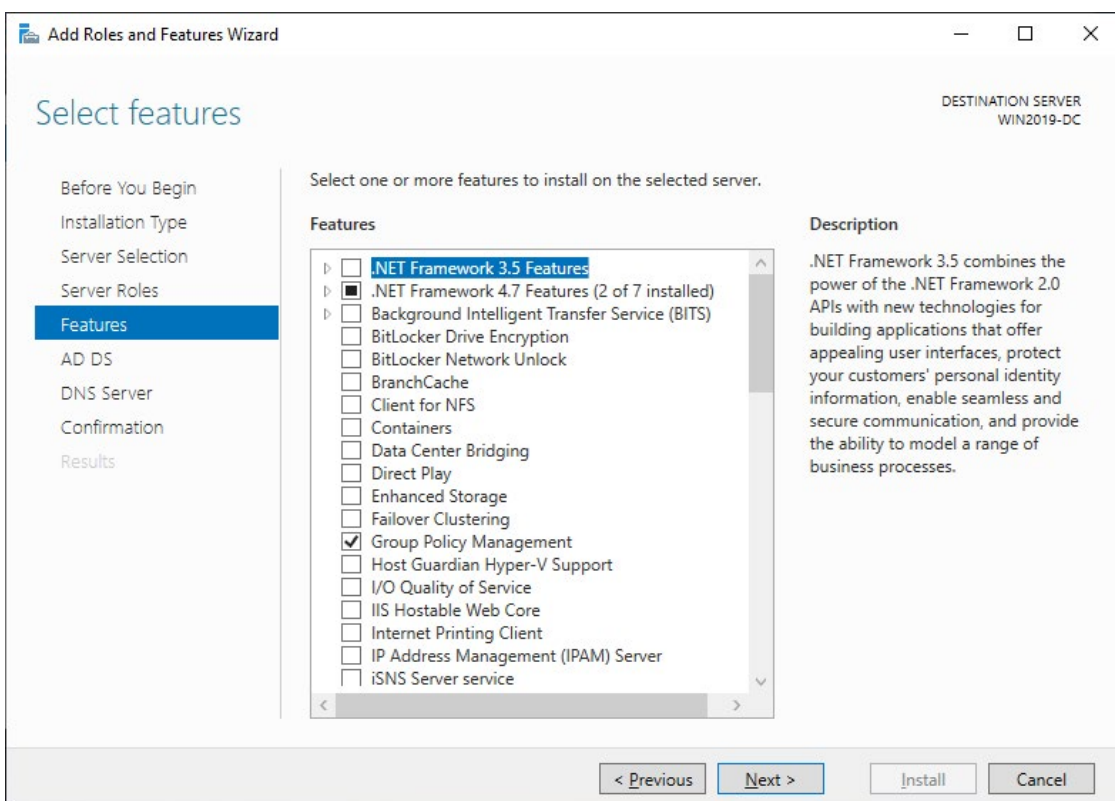 Add Roles and Features Wizard
Select features
DESTINATION SERVER
WIN2019-DC
Before You Begin
Installation Type
Server Selection
Server Roles
Features
AD DS
DNS Server
Confirmation
Results
Select one or more features to install on the selected server.
Features
.NET Framework 3.5 Features
.NET Framework 4.7 Features (2 of 7 installed)
Background Intelligent Transfer Service (BITS)
BitLocker Drive Encryption
BitLocker Network Unlock
BranchCache
Client for NFS
Containers
Data Center Bridging
Direct Play
Enhanced Storage
Failover Clustering
Group Policy Management
Host Guardian Hyper-V Support
I/O Quality of Service
IIS Hostable Web Core
Internet Printing Client
IP Address Management (IPAM) Server
iSNS Server service
Description
.NET Framework 3.5 combines the
power of the .NET Framework 2.0
APIs with new technologies for
building applications that offer
appealing user interfaces, protect
your customers' personal identity
information, enable seamless and
secure communication, and provide
the ability to model a range of
business processes.
< Previous
Next >
Install
Cancel